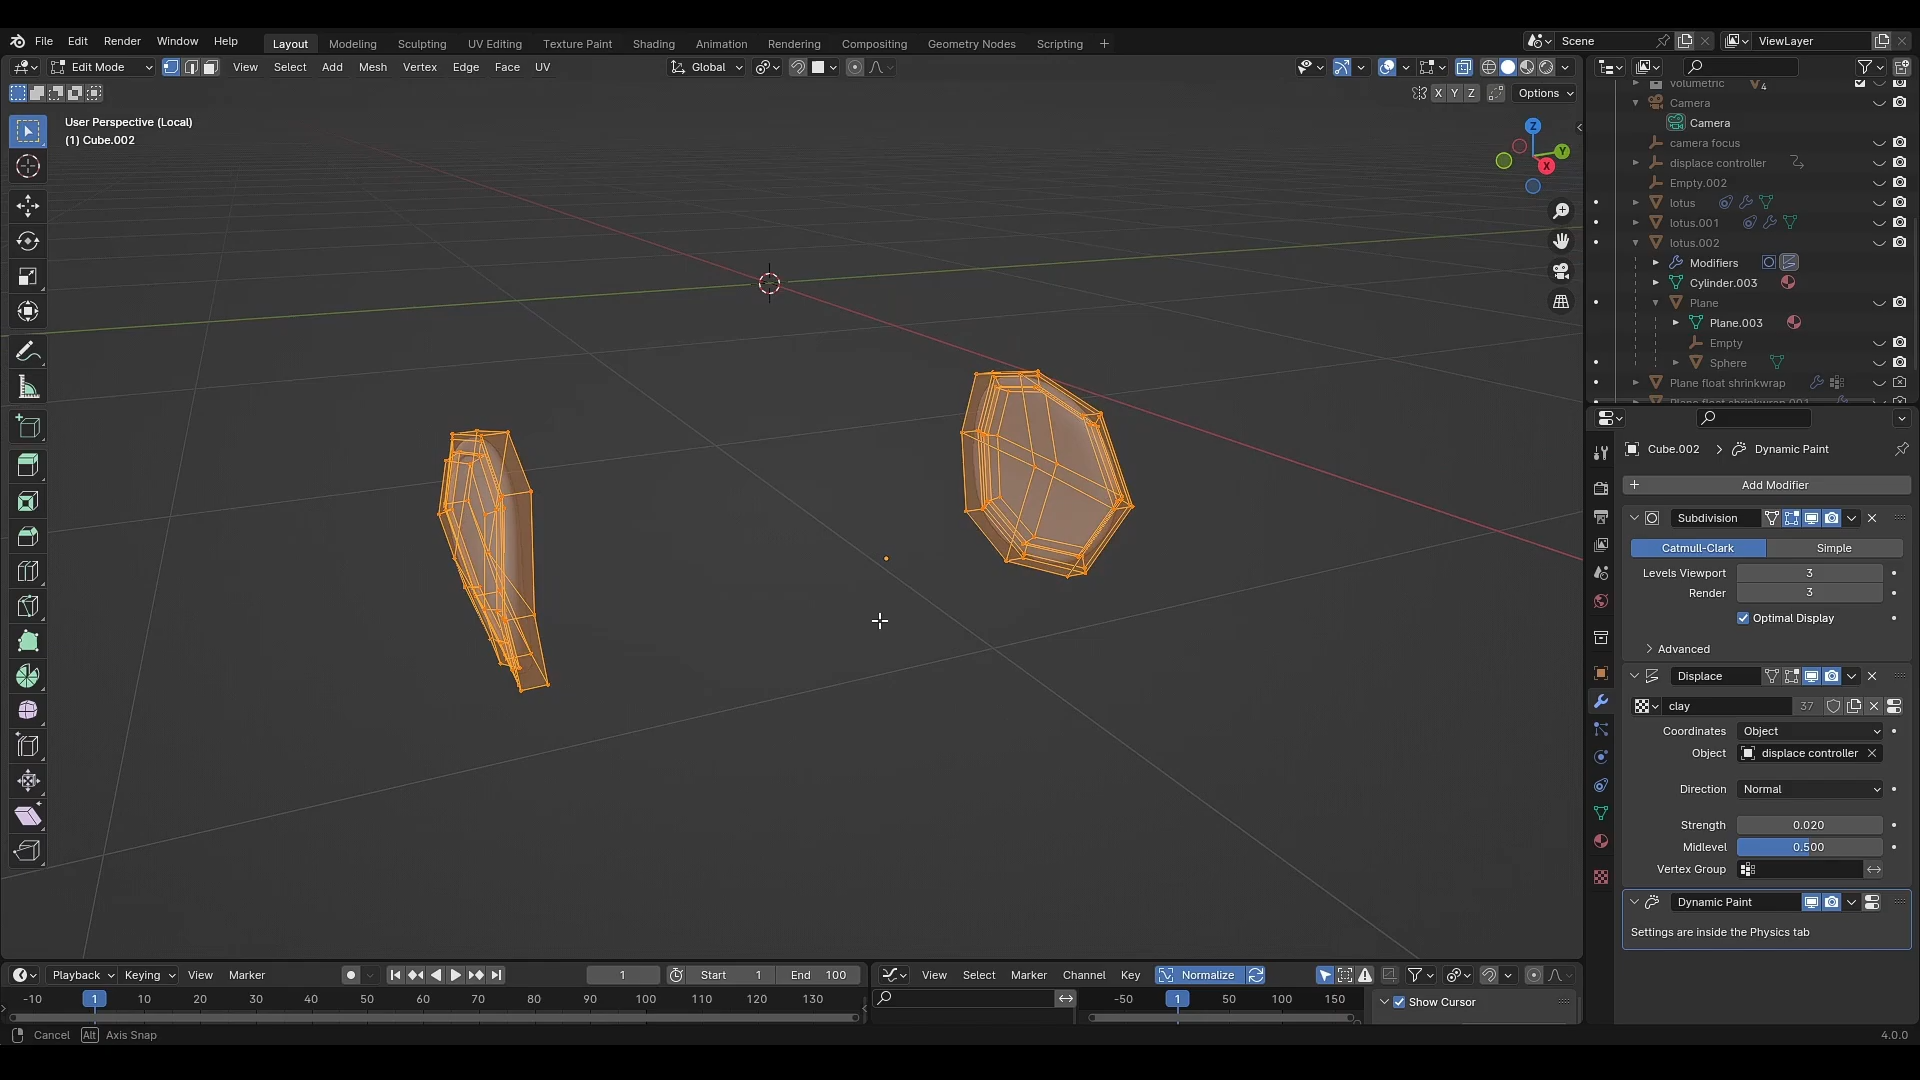 File Edit Render Window Help Layout Modeling Sculpting UV Editing Texture Paint Shading Animation Rendering Compositing Geometry Nodes Scripting + Scene ViewLayer
Edit Mode View Select Add Mesh Vertex Edge Face UV Global
X Y Z Options
User Perspective (Local)
(1) Cube.002
Z
Y
X
volumetric 4
Camera
Camera
camera focus
displace controller
Empty.002
lotus
lotus.001
lotus.002
Modifiers
Cylinder.003
Plane
Plane.003
Empty
Sphere
Plane float shrinkwrap
Plane float shrinkwrap.001
Cube.002 > Dynamic Paint
+ Add Modifier
Subdivision
Catmull-Clark Simple
Levels Viewport 3
Render 3
Optimal Display
Advanced
Displace
clay 37
Coordinates Object
Object displace controller
Direction Normal
Strength 0.020
Midlevel 0.500
Vertex Group
Dynamic Paint
Settings are inside the Physics tab
Playback Keying View Marker 1 Start 1 End 100
View Select Marker Channel Key Normalize
-10 1 10 20 30 40 50 60 70 80 90 100 110 120 130
-50 1 50 100 150
Show Cursor
Cancel Alt Axis Snap
4.0.0